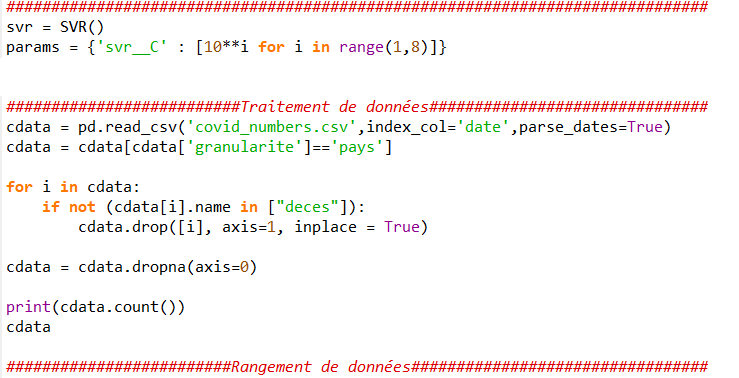 ##############################################################################
svr = SVR()
params = {'svr__C' : [10**i for i in range(1,8)]}
##########################Traitement de données###############################
cdata = pd.read_csv('covid_numbers.csv',index_col='date',parse_dates=True)
cdata = cdata[cdata['granularite']=='pays']
for i in cdata:
    if not (cdata[i].name in ["deces"]):
        cdata.drop([i], axis=1, inplace = True)
cdata = cdata.dropna(axis=0)
print(cdata.count())
cdata
#########################Rangement de données#################################